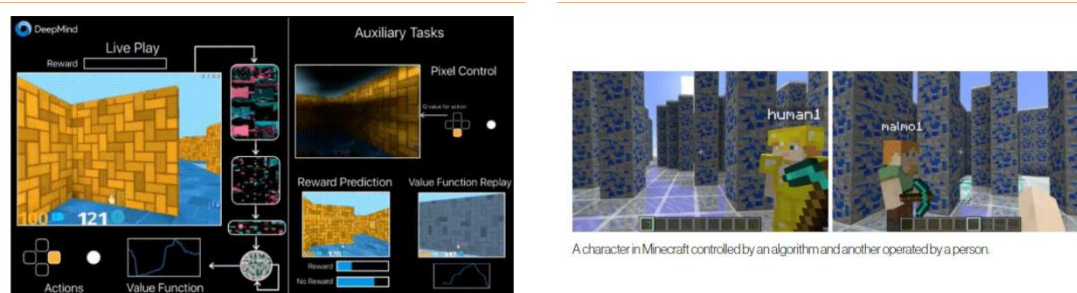 DeepMind
Live Play
Reward
100
121
Actions
Value Function
Auxiliary Tasks
Pixel Control
Q value for action
Reward Prediction
Value Function Replay
Reward
No Reward
human1
malmo1
A character in Minecraft controlled by an algorithm and another operated by a person.